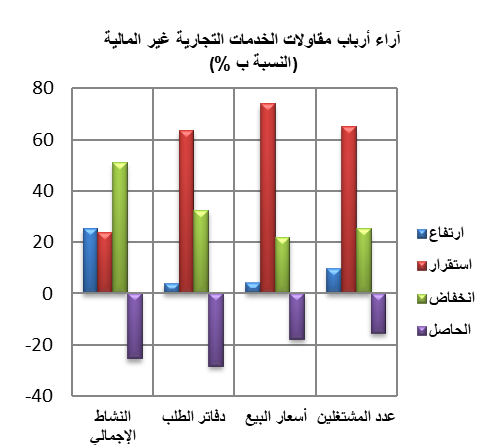 آراء أرباب مقاولات الخدمات التجارية غير المالية
(النسبة ب %)
80
60
40
20
0
-20
-40
ارتفاع
استقرار
انخفاض
الحاصل
النشاط
الإجمالي
دفاتر الطلب
أسعار البيع
عدد المشتغلين